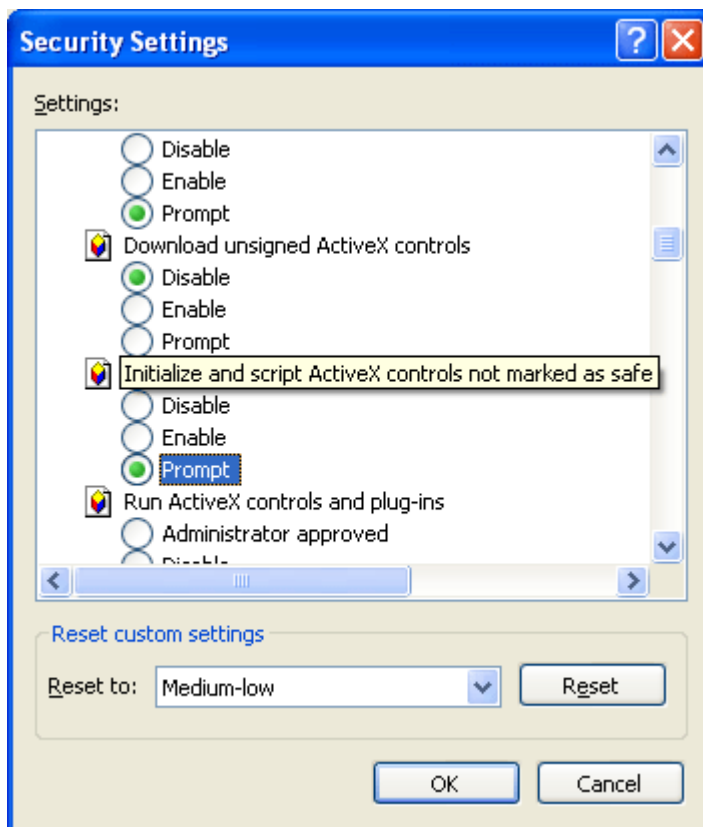 Security Settings
Settings:
Disable
Enable
Prompt
Download unsigned ActiveX controls
Disable
Enable
Prompt
Initialize and script ActiveX controls not marked as safe
Disable
Enable
Prompt
Run ActiveX controls and plug-ins
Administrator approved
Disable
Reset custom settings
Reset to: Medium-low Reset
OK Cancel